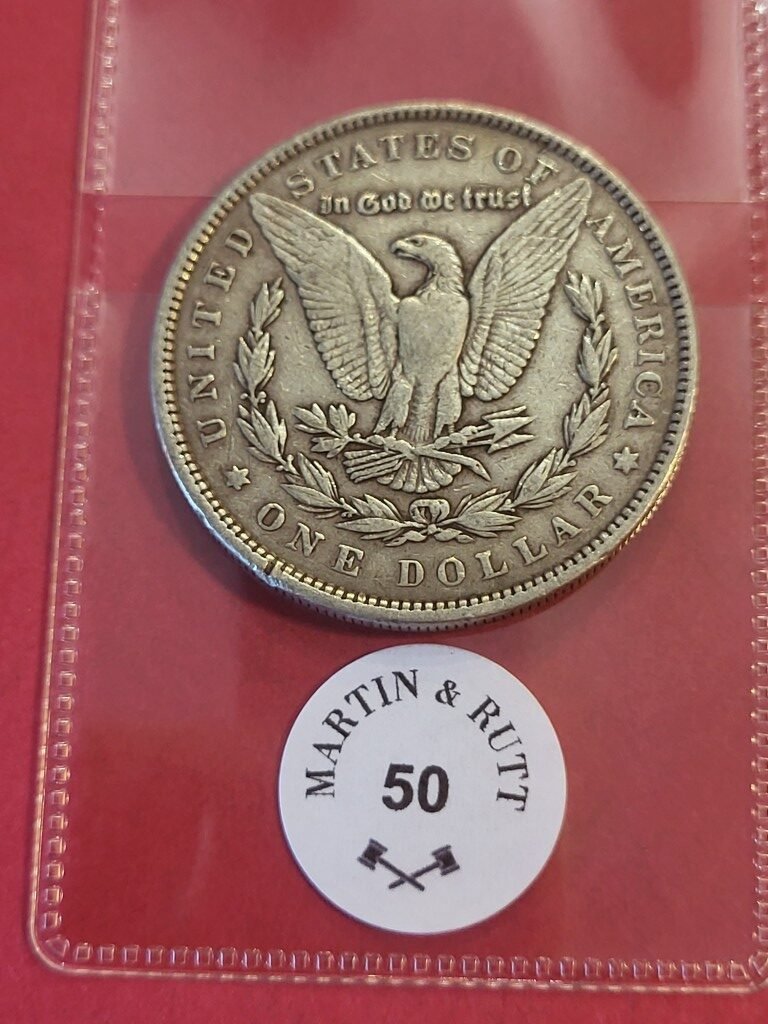 UNITED STATES OF AMERICA
In God we trust
ONE DOLLAR
MARTIN & RUTT
50